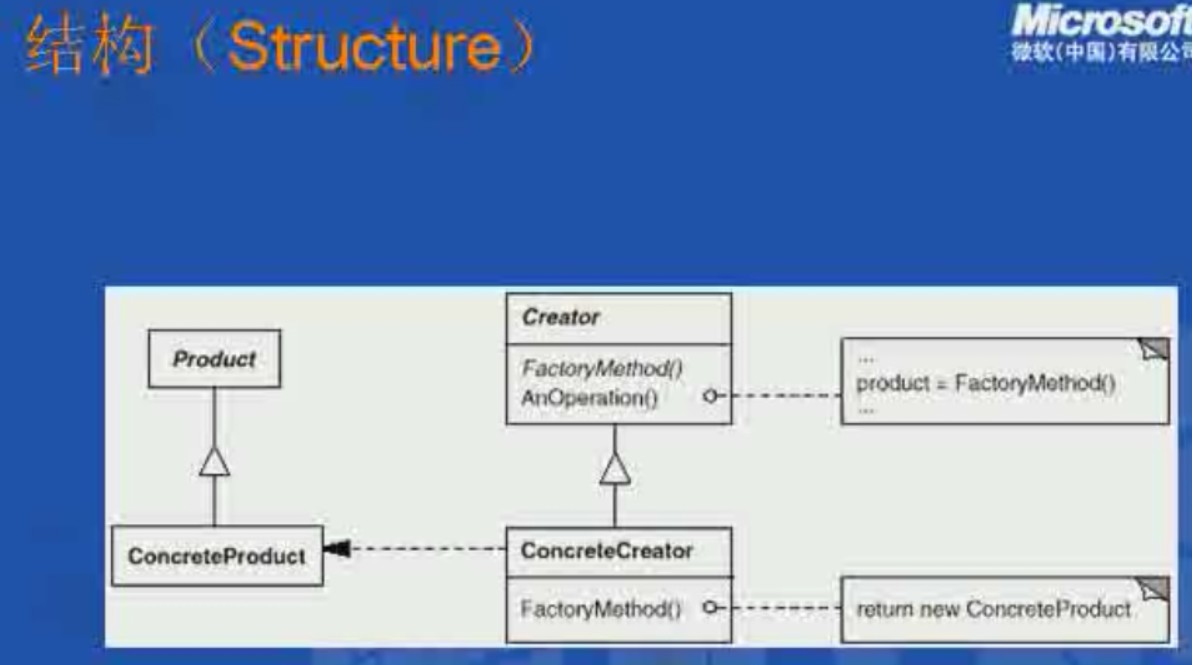 结构（Structure）
Microsoft
微软(中国)有限公司
Product
ConcreteProduct
Creator
FactoryMethod()
AnOperation()
...
product = FactoryMethod()
...
ConcreteCreator
FactoryMethod()
return new ConcreteProduct